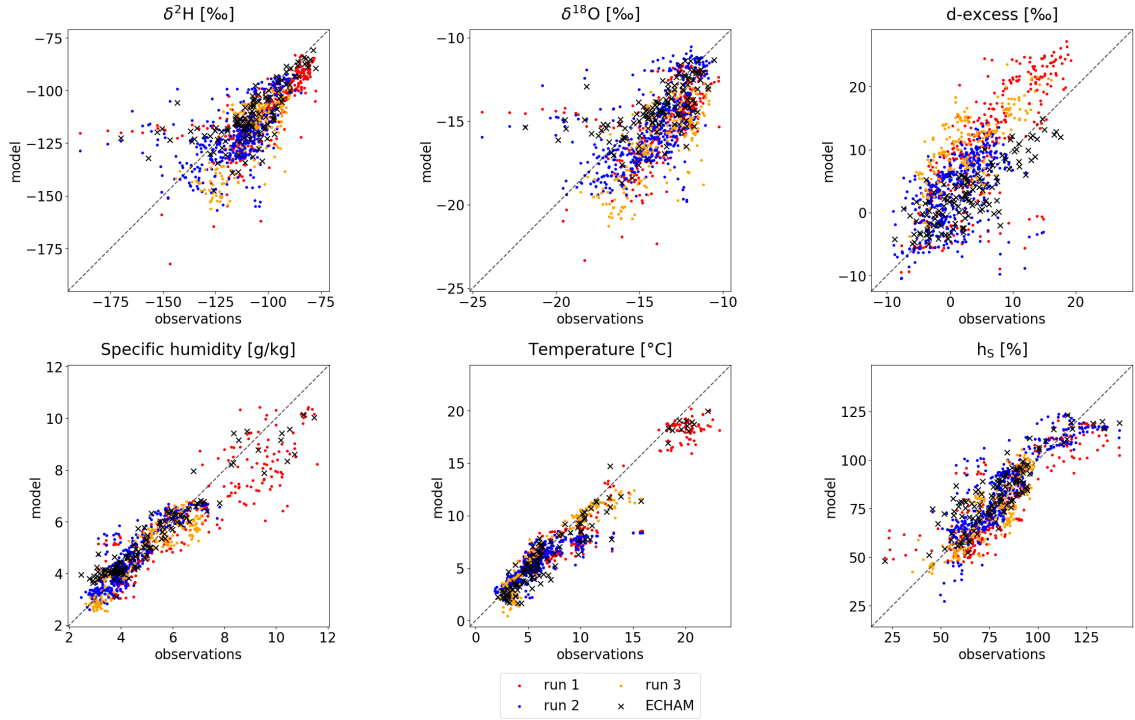 δ²H [‰]
δ¹⁸O [‰]
d-excess [‰]
−75
−100
−125
−150
−175
model
−175 −150 −125 −100 −75
observations
−10
−15
−20
−25
model
−25 −20 −15 −10
observations
20
10
0
−10
model
−10 0 10 20
observations
Specific humidity [g/kg]
Temperature [°C]
hS [%]
12
10
8
6
4
2
model
2 4 6 8 10 12
observations
20
15
10
5
0
model
0 5 10 15 20
observations
125
100
75
50
25
model
25 50 75 100 125
observations
run 1
run 2
run 3
ECHAM